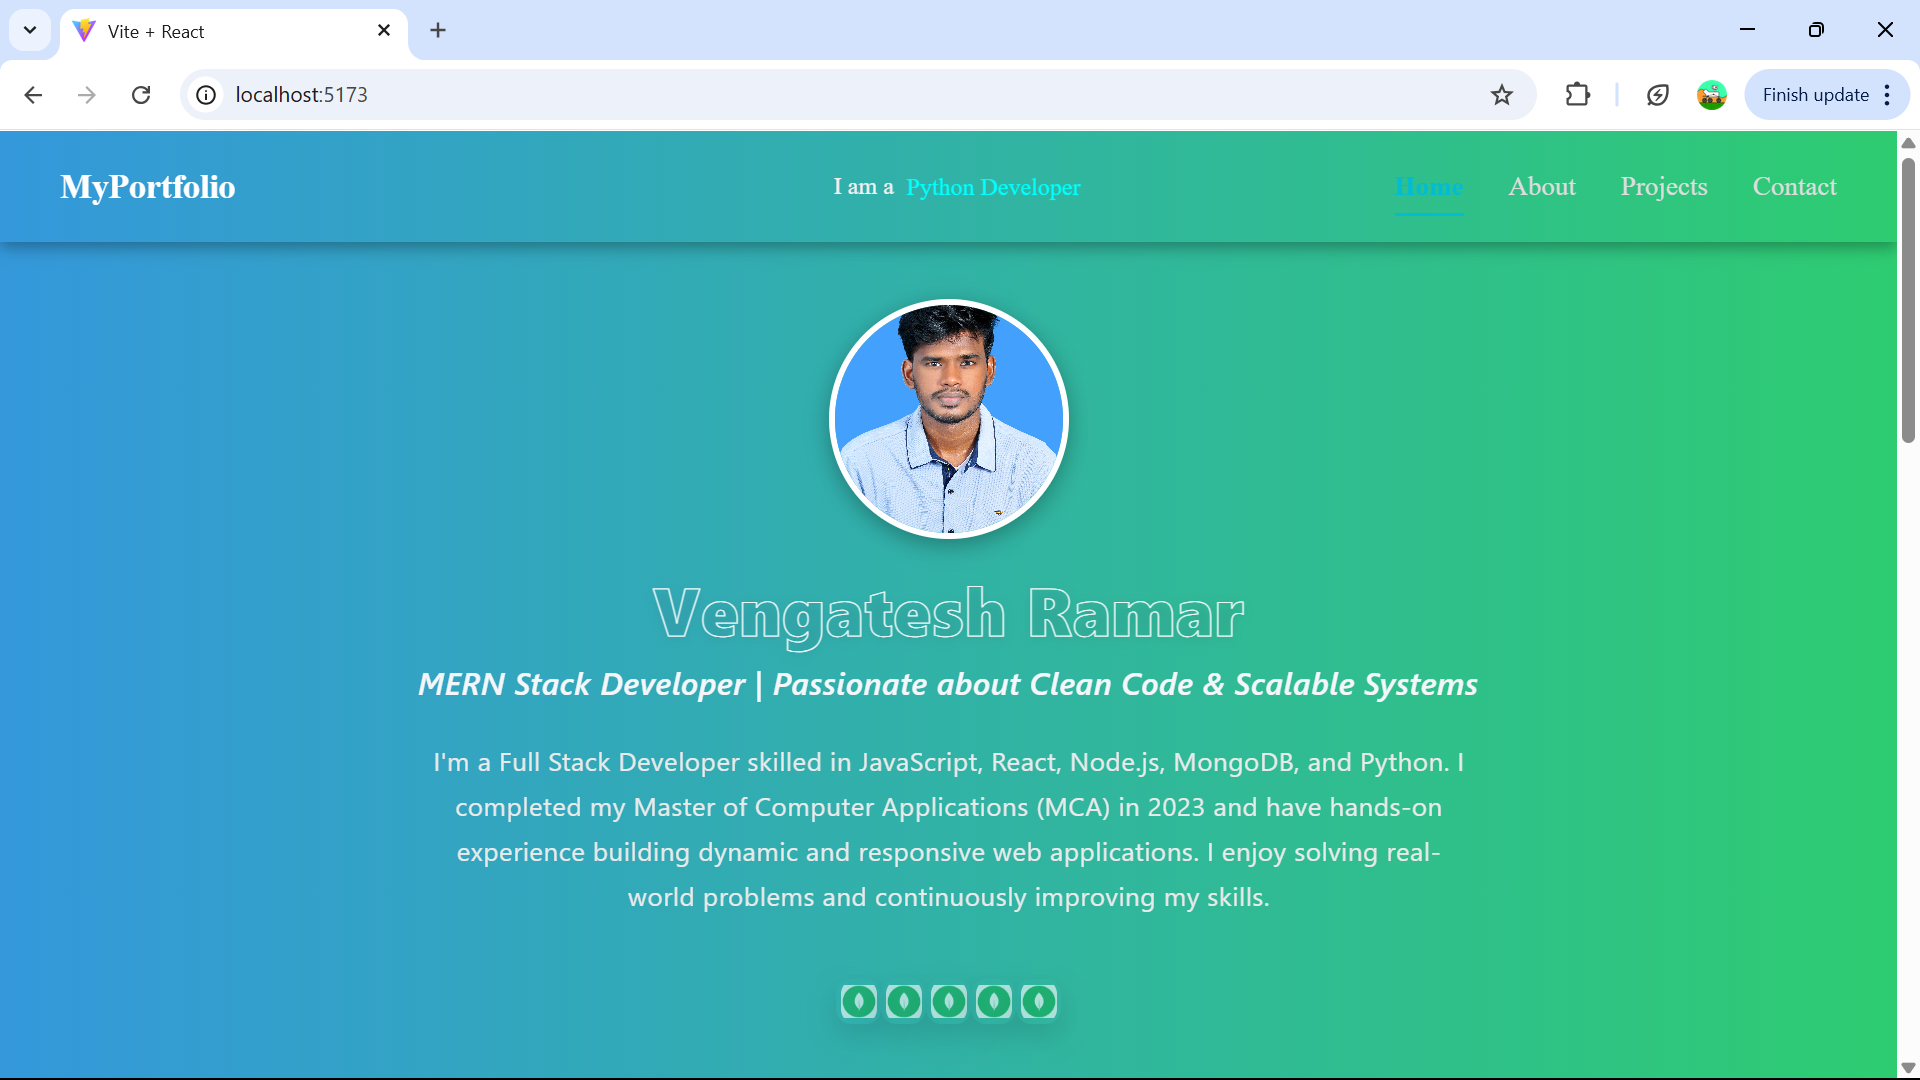 Vite + React
localhost:5173
Finish update
MyPortfolio
I am a Python Developer
Home
About
Projects
Contact
Vengatesh Ramar
MERN Stack Developer | Passionate about Clean Code & Scalable Systems
I'm a Full Stack Developer skilled in JavaScript, React, Node.js, MongoDB, and Python. I
completed my Master of Computer Applications (MCA) in 2023 and have hands-on
experience building dynamic and responsive web applications. I enjoy solving real-
world problems and continuously improving my skills.